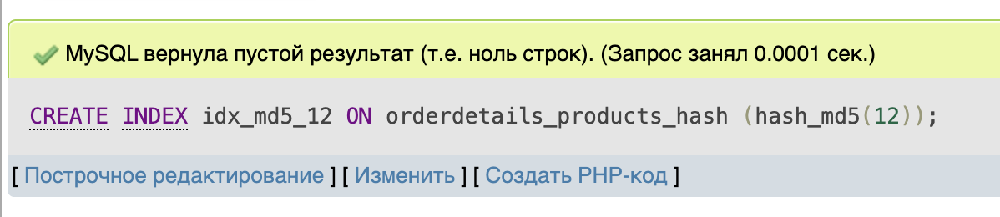 MySQL вернула пустой результат (т.е. ноль строк). (Запрос занял 0.0001 сек.)
CREATE INDEX idx_md5_12 ON orderdetails_products_hash (hash_md5(12));
[ Построчное редактирование ] [ Изменить ] [ Создать PHP-код ]